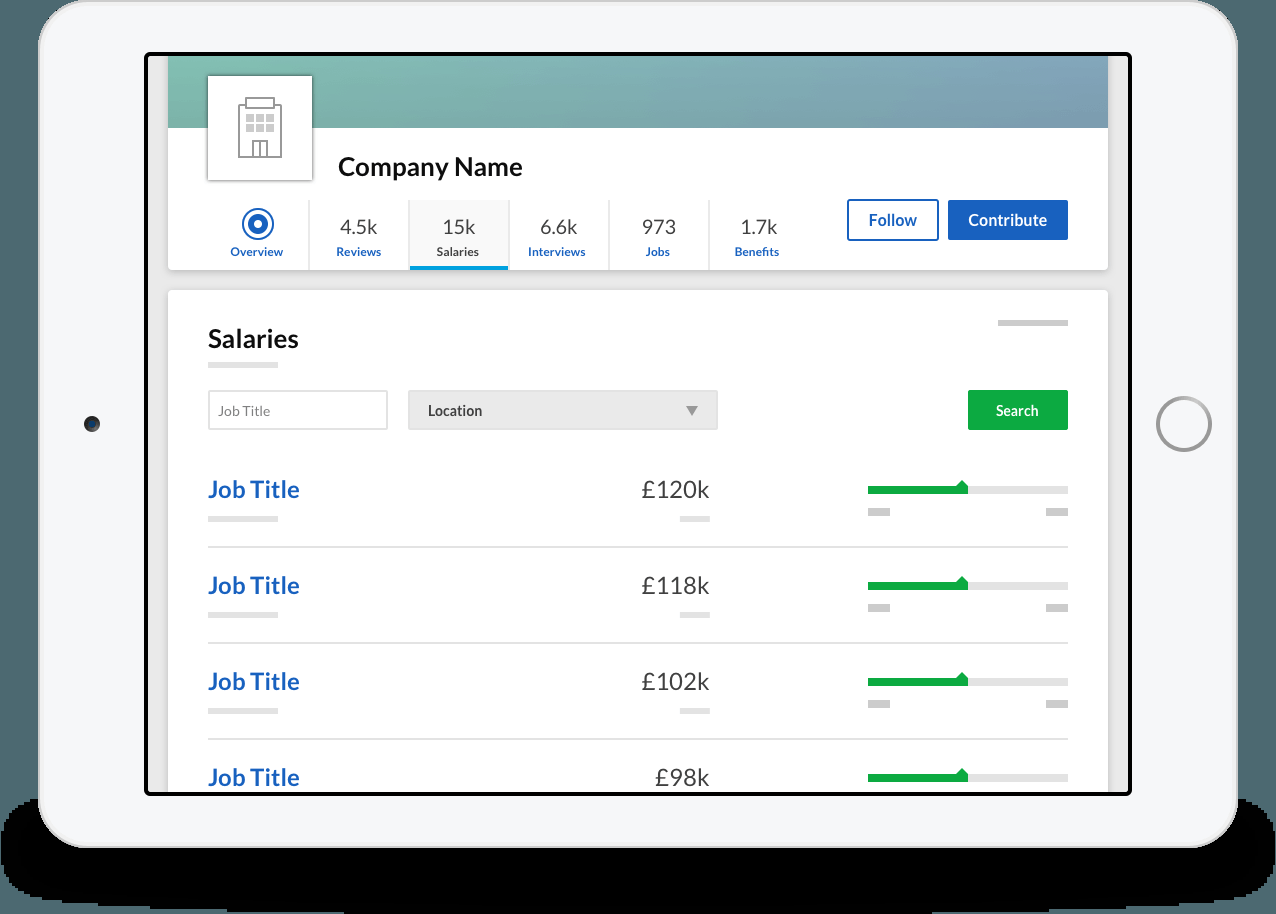 Company Name
Overview
4.5k
Reviews
15k
Salaries
6.6k
Interviews
973
Jobs
1.7k
Benefits
Follow
Contribute
Salaries
Job Title
Location
Search
Job Title £120k
Job Title £118k
Job Title £102k
Job Title £98k